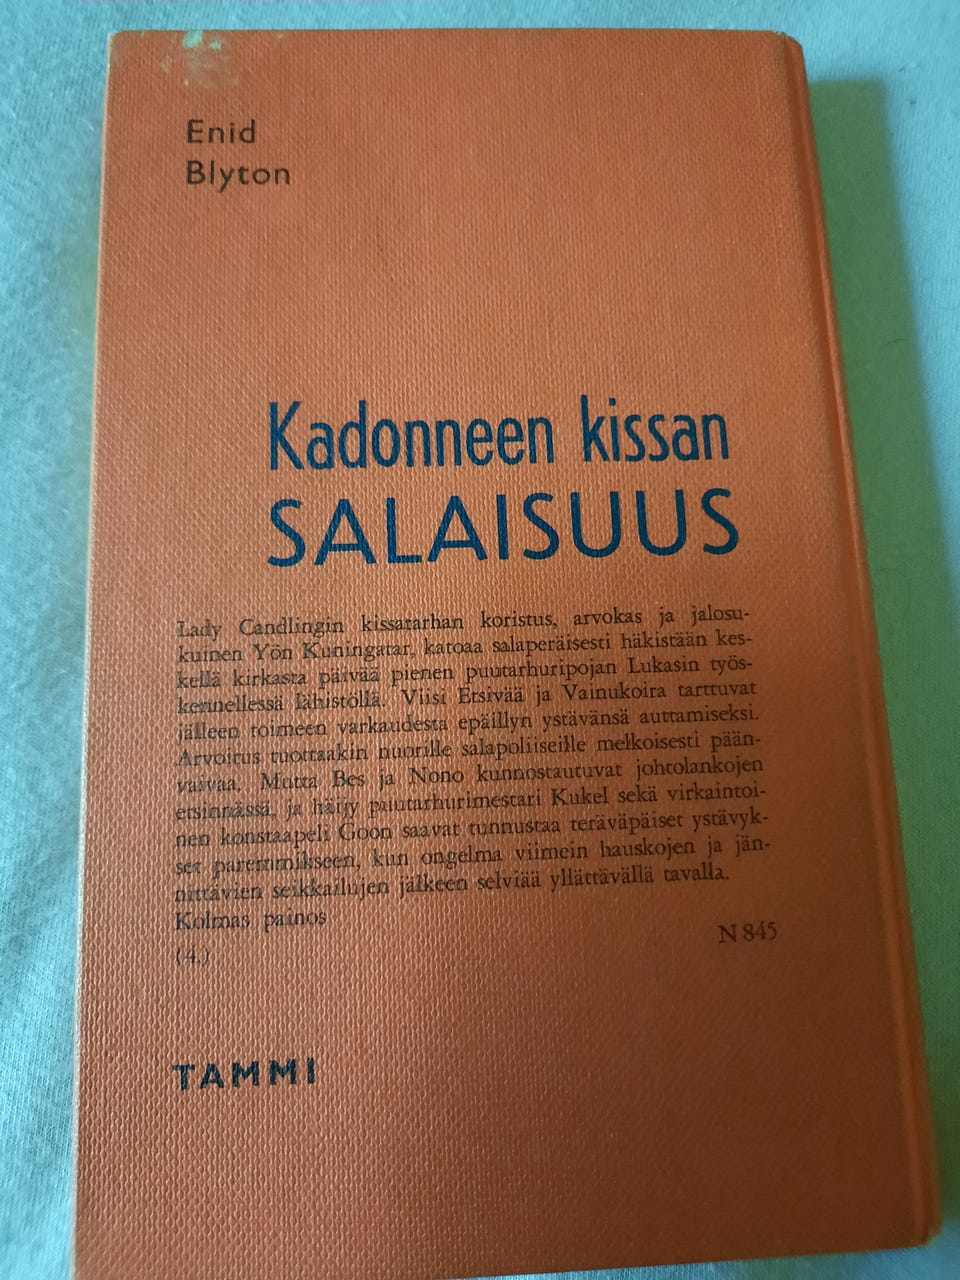 Enid
Blyton
Kadonneen kissan
SALAISUUS
Lady Candlingin kissatarhan koristus, arvokas ja jalosu-
kuinen Yön Kuningatar, katoaa salaperäisesti häkistään kes-
kellä kirkasta päivää pienen puutarhuripojan Lukasin työs-
kennellessä lähistöllä. Viisi Etsivää ja Vainukoira tarttuvat
jälleen toimeen varkaudesta epäillyn ystävänsä auttamiseksi.
Arvoitus tuottaakin nuorille salapoliiseille melkoisesti pään-
vaivaa. Mutta Bes ja Nono kunnostautuvat johtolankojen
etsinnässä, ja häijy puutarhurimestari Kukel sekä virkaintoi-
nen konstaapeli Goon saavat tunnustaa teräväpäiset ystävyk-
set paremmikseen, kun ongelma viimein hauskojen ja jän-
nittävien seikkailujen jälkeen selviää yllättävällä tavalla.
Kolmas painos
(4.) N 845
TAMMI